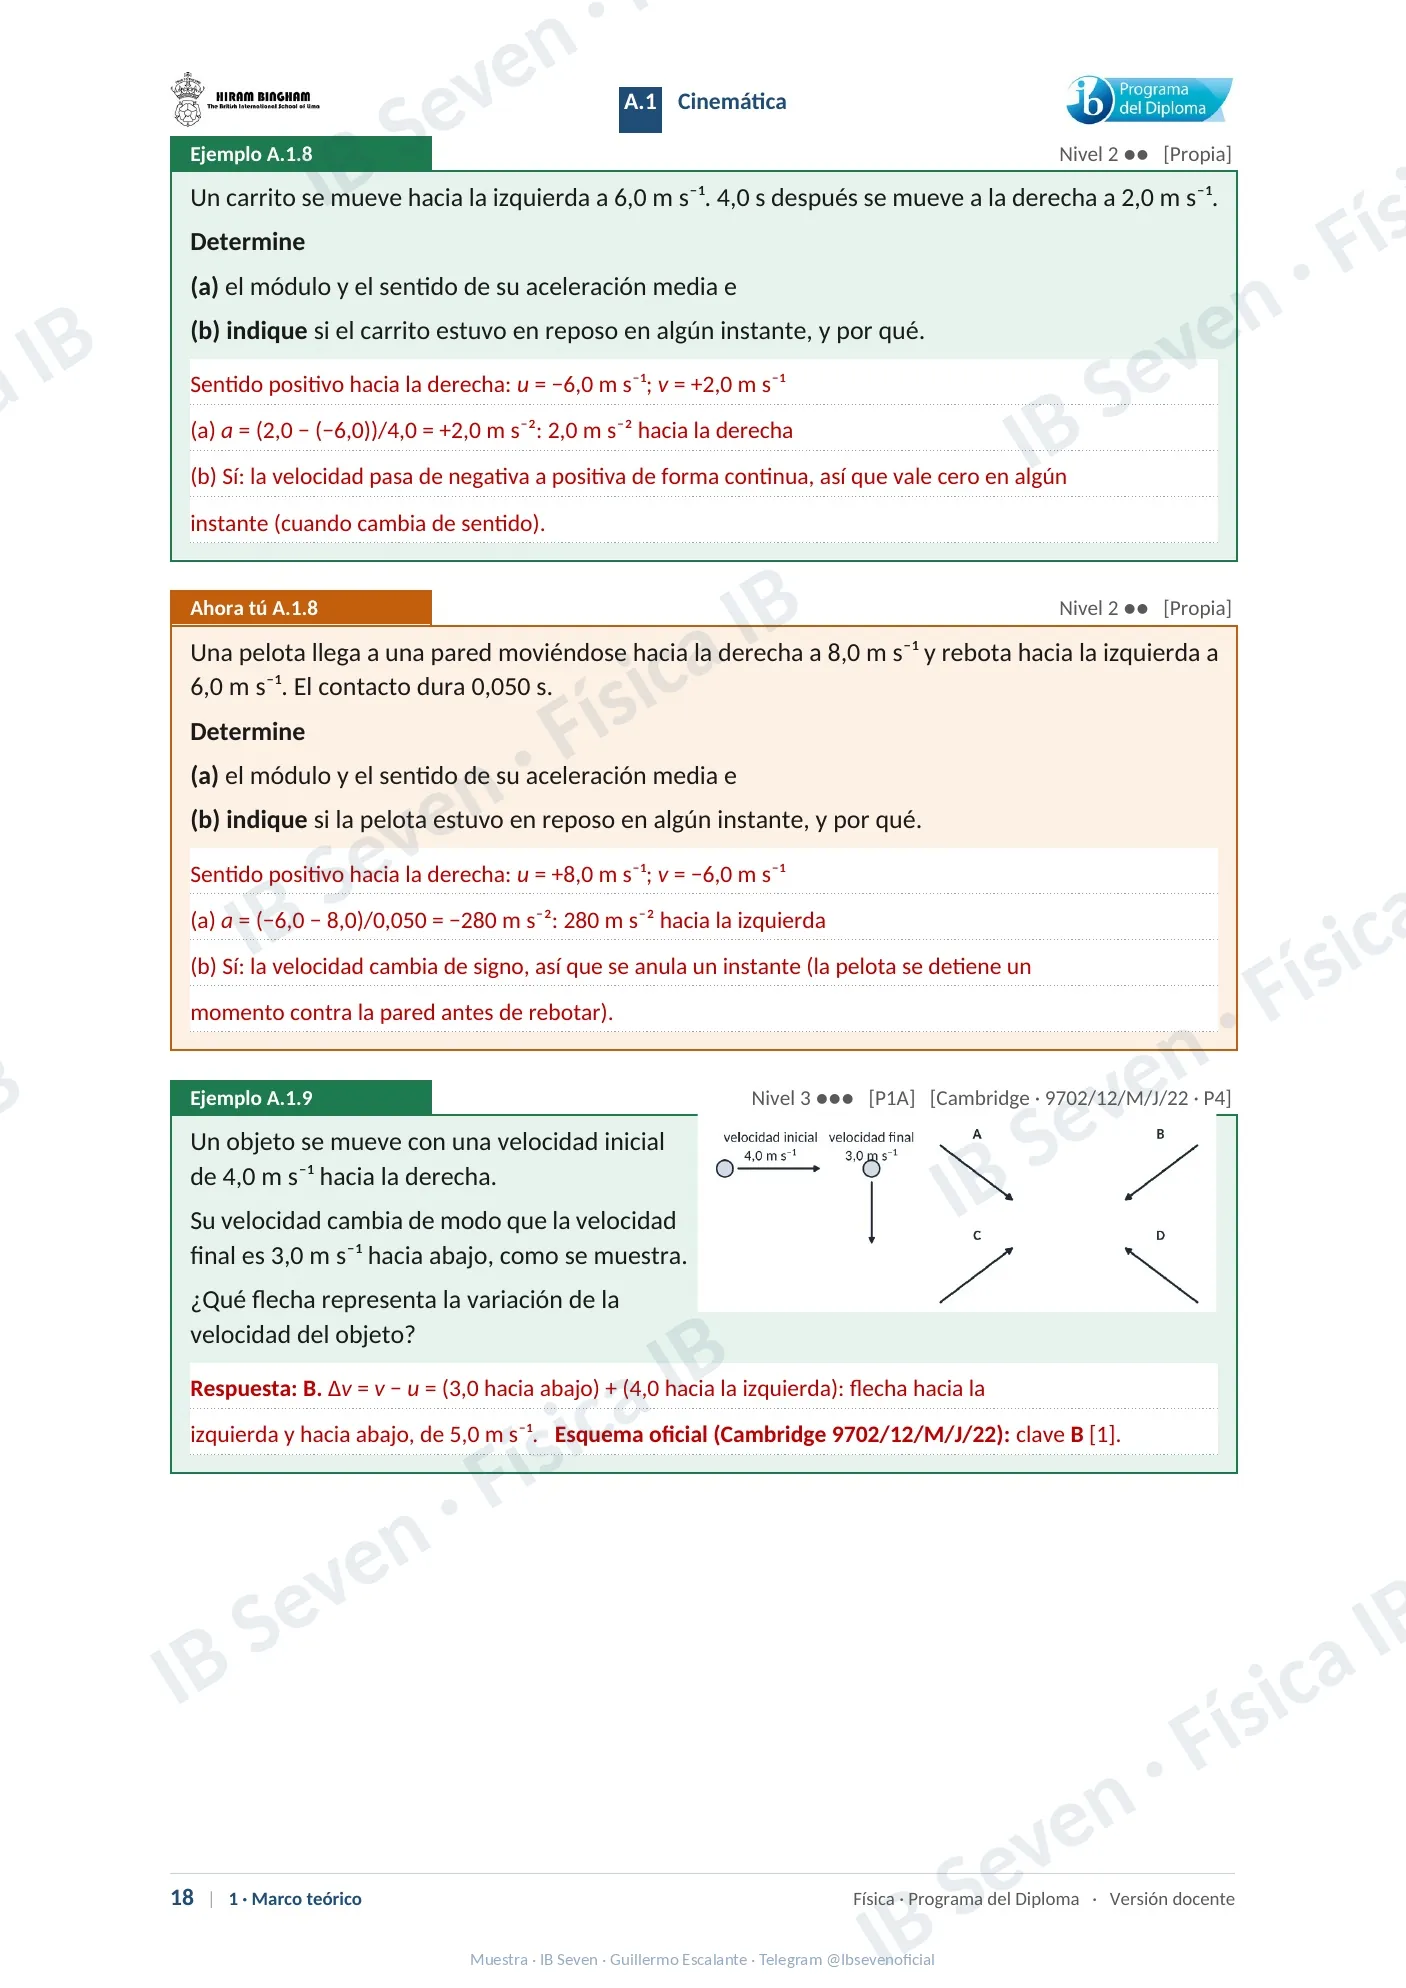 HIRAM BINGHAM
The British International School of Lima
A.1 Cinemática
ib Programa
del Diploma
Ejemplo A.1.8
Nivel 2 ●● [Propia]
Un carrito se mueve hacia la izquierda a 6,0 m s⁻¹. 4,0 s después se mueve a la derecha a 2,0 m s⁻¹.
Determine
(a) el módulo y el sentido de su aceleración media e
(b) indique si el carrito estuvo en reposo en algún instante, y por qué.
Sentido positivo hacia la derecha: u = −6,0 m s⁻¹; v = +2,0 m s⁻¹
(a) a = (2,0 − (−6,0))/4,0 = +2,0 m s⁻²: 2,0 m s⁻² hacia la derecha
(b) Sí: la velocidad pasa de negativa a positiva de forma continua, así que vale cero en algún
instante (cuando cambia de sentido).
Ahora tú A.1.8
Nivel 2 ●● [Propia]
Una pelota llega a una pared moviéndose hacia la derecha a 8,0 m s⁻¹ y rebota hacia la izquierda a
6,0 m s⁻¹. El contacto dura 0,050 s.
Determine
(a) el módulo y el sentido de su aceleración media e
(b) indique si la pelota estuvo en reposo en algún instante, y por qué.
Sentido positivo hacia la derecha: u = +8,0 m s⁻¹; v = −6,0 m s⁻¹
(a) a = (−6,0 − 8,0)/0,050 = −280 m s⁻²: 280 m s⁻² hacia la izquierda
(b) Sí: la velocidad cambia de signo, así que se anula un instante (la pelota se detiene un
momento contra la pared antes de rebotar).
Ejemplo A.1.9
Nivel 3 ●●● [P1A] [Cambridge · 9702/12/M/J/22 · P4]
Un objeto se mueve con una velocidad inicial
de 4,0 m s⁻¹ hacia la derecha.
Su velocidad cambia de modo que la velocidad
final es 3,0 m s⁻¹ hacia abajo, como se muestra.
¿Qué flecha representa la variación de la
velocidad del objeto?
velocidad inicial velocidad final
4,0 m s⁻¹ 3,0 m s⁻¹
A B
C D
Respuesta: B. Δv = v − u = (3,0 hacia abajo) + (4,0 hacia la izquierda): flecha hacia la
izquierda y hacia abajo, de 5,0 m s⁻¹. Esquema oficial (Cambridge 9702/12/M/J/22): clave B [1].
18 | 1 · Marco teórico
Física · Programa del Diploma · Versión docente
Muestra · IB Seven · Guillermo Escalante · Telegram @Ibsevenoficial
IB Seven · Física IB